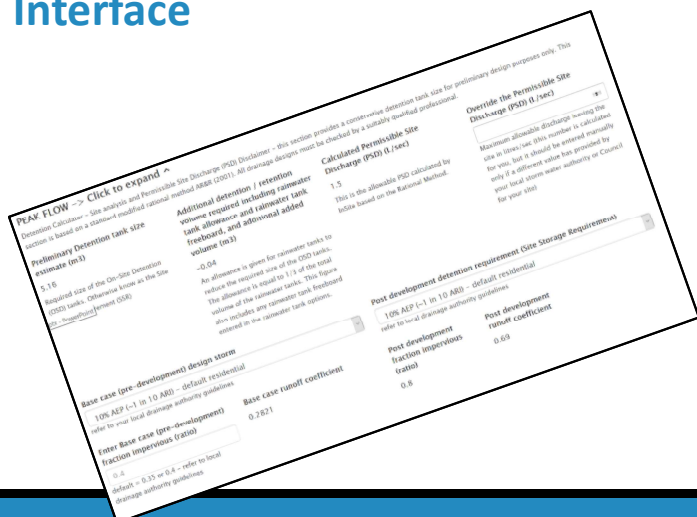 Interface
PEAK FLOW -> Click to expand ^
Detention Calculator - Site analysis and Permissible Site Discharge (PSD) Disclaimer - this section provides a conservative detention tank size for preliminary design purposes only. This
section is based on a standard modified rational method AR&R (2001). All drainage designs must be checked by a suitably qualified professional.
Preliminary Detention tank size
estimate (m3)
5.16
Required size of the On-Site Detention
(OSD) tanks. Otherwise know as the Site
PowerPoint ement (SSR)
Additional detention / retention
volume required including rainwater
tank allowance and rainwater tank
freeboard, and additional added
volume (m3)
-0.04
An allowance is given for rainwater tanks to
reduce the required size of the OSD tanks.
The allowance is equal to 1/3 of the total
volume of the rainwater tanks. This figure
also includes any rainwater tank freeboard
entered in the rainwater tank options.
Calculated Permissible Site
Discharge (PSD) (L/sec)
1.5
This is the allowable PSD calculated by
InSite based on the Rational Method.
Override the Permissible Site
Discharge (PSD) (L/sec)
Maximum allowable discharge leaving the
site in litres/sec (this number is calculated
for you, but it should be entered manually
only if a different value has provided by
your local storm water authority or Council
for your site)
Base case (pre-development) design storm
10% AEP (~1 in 10 ARI) - default residential
refer to your local drainage authority guidelines
Post development detention requirement (Site Storage Requirement)
10% AEP (~1 in 10 ARI) - default residential
refer to local drainage authority guidelines
Enter Base case (pre-development)
fraction impervious (ratio)
0.4
default = 0.35 or 0.4 - refer to local
drainage authority guidelines
Base case runoff coefficient
0.2821
Post development
fraction impervious
(ratio)
0.8
Post development
runoff coefficient
0.69